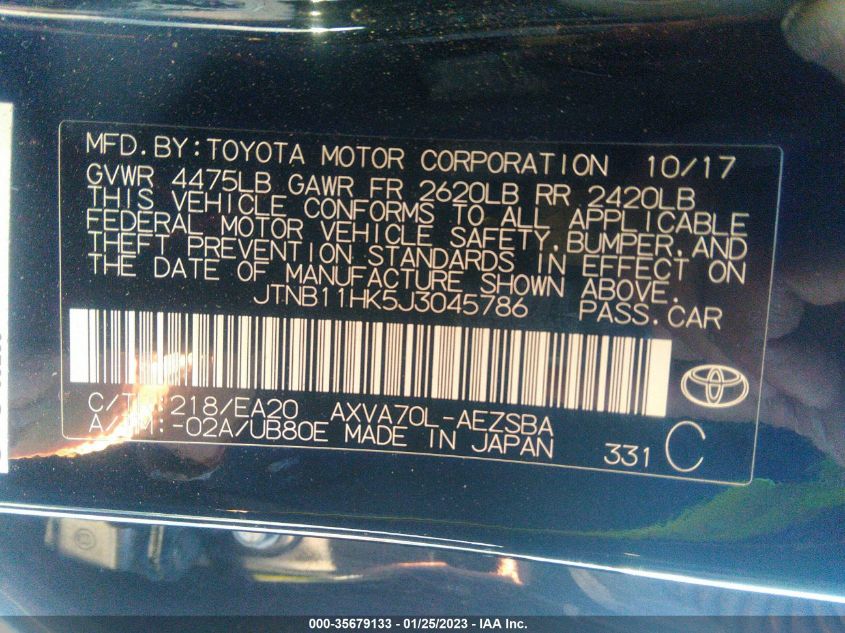 MFD.BY:TOYOTA MOTOR CORPORATION 10/17
GVWR 4475LB GAWR FR 2620LB RR 2420LB
THIS VEHICLE CONFORMS TO ALL APPLICABLE
FEDERAL MOTOR VEHICLE SAFETY,BUMPER,AND
THEFT PREVENTION STANDARDS IN EFFECT ON
THE DATE OF MANUFACTURE SHOWN ABOVE.
JTNB11HK5J3045786 PASS.CAR
C/TM:218/EA20 AXVA70L-AEZSBA
A/TM:-02A/UB80E MADE IN JAPAN
331 C
000-35679133 - 01/25/2023 - IAA Inc.